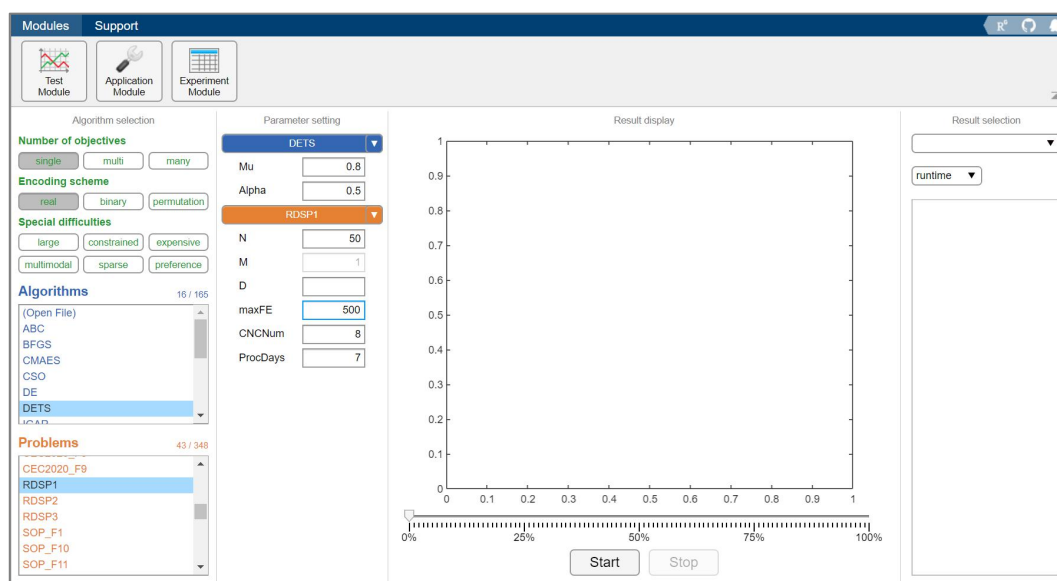 Modules Support
R⁶
Test Module
Application Module
Experiment Module
Algorithm selection
Number of objectives
single multi many
Encoding scheme
real binary permutation
Special difficulties
large constrained expensive
multimodal sparse preference
Algorithms 16 / 165
(Open File)
ABC
BFGS
CMAES
CSO
DE
DETS
Problems 43 / 348
CEC2020_F9
RDSP1
RDSP2
RDSP3
SOP_F1
SOP_F10
SOP_F11
Parameter setting
DETS
Mu 0.8
Alpha 0.5
RDSP1
N 50
M 1
D
maxFE 500
CNCNum 8
ProcDays 7
Result display
1
0.9
0.8
0.7
0.6
0.5
0.4
0.3
0.2
0.1
0
0 0.1 0.2 0.3 0.4 0.5 0.6 0.7 0.8 0.9 1
0% 25% 50% 75% 100%
Start Stop
Result selection
runtime